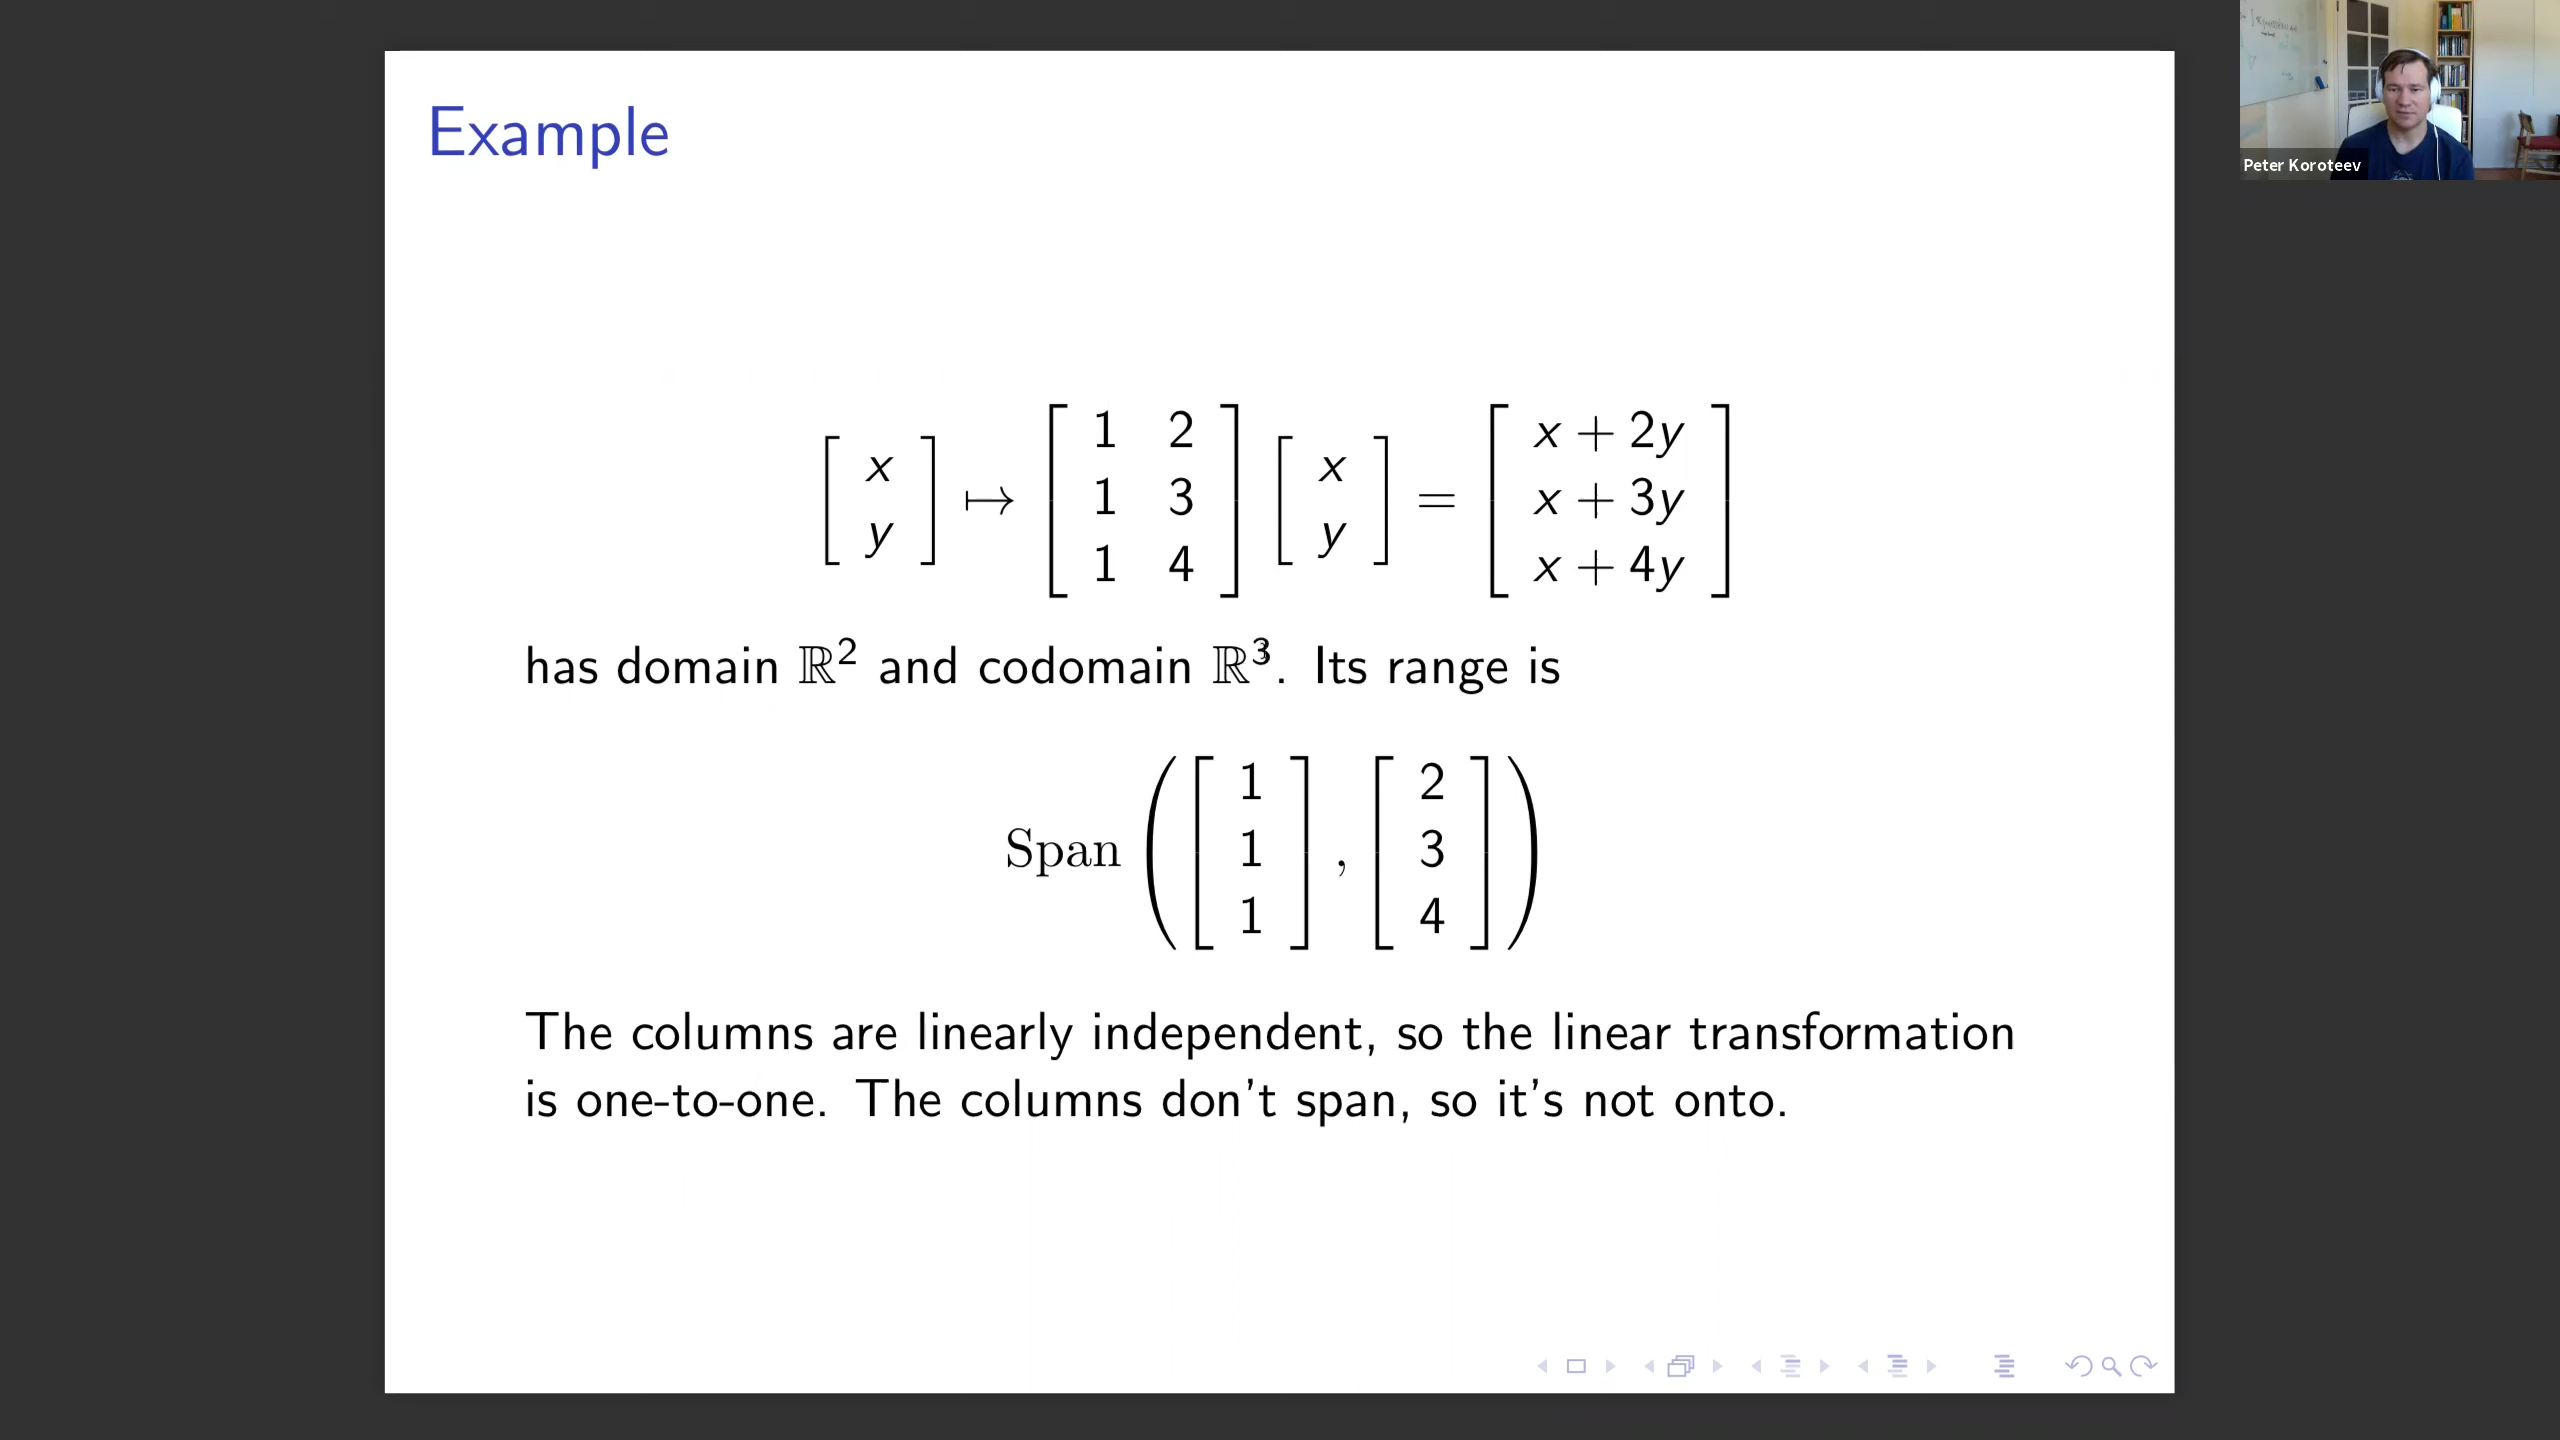 Example
[ x y ] ↦ [ 1 2 1 3 1 4 ] [ x y ] = [ x + 2y x + 3y x + 4y ]
has domain ℝ² and codomain ℝ³. Its range is
Span ( [ 1 1 1 ] , [ 2 3 4 ] )
The columns are linearly independent, so the linear transformation
is one-to-one. The columns don't span, so it's not onto.
Peter Koroteev